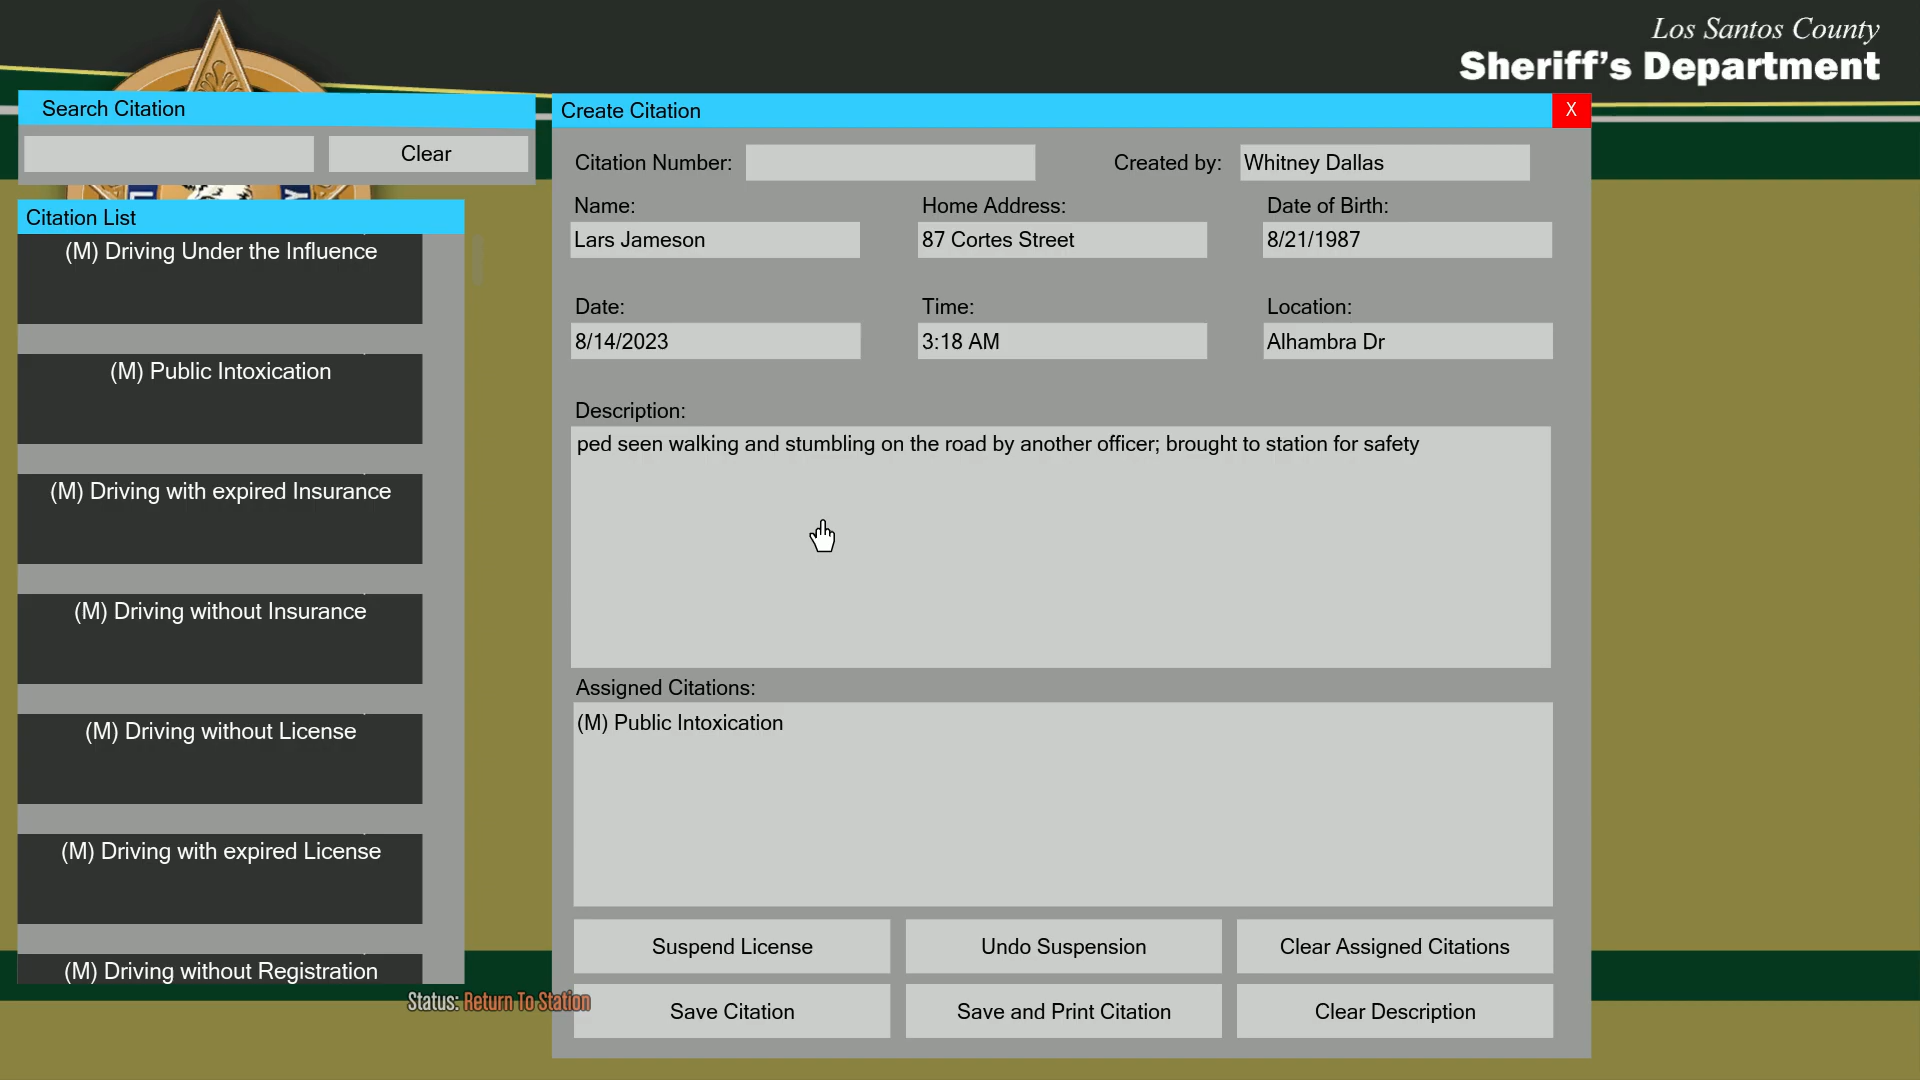 Los Santos County
Sheriff's Department
Search Citation
Clear
Citation List
(M) Driving Under the Influence
(M) Public Intoxication
(M) Driving with expired Insurance
(M) Driving without Insurance
(M) Driving without License
(M) Driving with expired License
(M) Driving without Registration
Status: Return To Station
Create Citation
X
Citation Number:
Created by: Whitney Dallas
Name: Home Address: Date of Birth:
Lars Jameson 87 Cortes Street 8/21/1987
Date: Time: Location:
8/14/2023 3:18 AM Alhambra Dr
Description:
ped seen walking and stumbling on the road by another officer; brought to station for safety
Assigned Citations:
(M) Public Intoxication
Suspend License Undo Suspension Clear Assigned Citations
Save Citation Save and Print Citation Clear Description